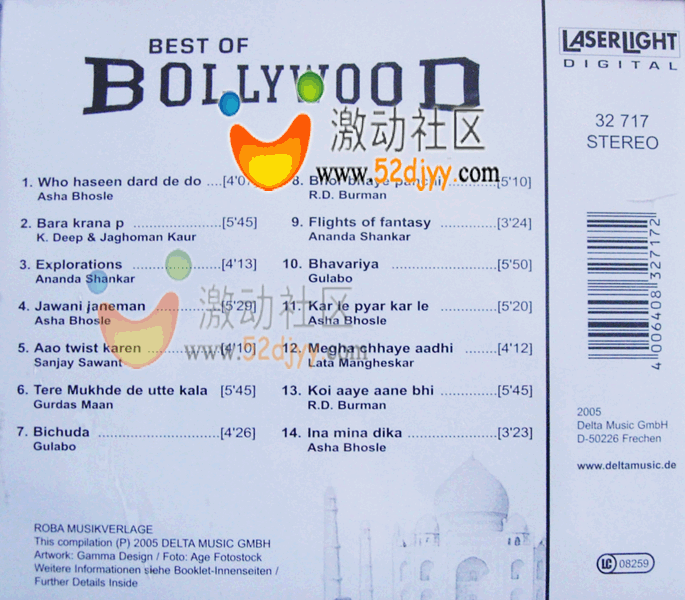 BEST OF
BOLLYWOOD
LASERLIGHT
DIGITAL
32 717
STEREO
激动社区
www.52djyy.com
1. Who haseen dard de do ....[4'0
Asha Bhosle
2. Bara krana p ..............................[5'45]
K. Deep & Jaghoman Kaur
3. Explorations ......................[4'13]
Ananda Shankar
4. Jawani janeman ..................[5'29]
Asha Bhosle
5. Aao twist karen ...................[4'10]
Sanjay Sawant
6. Tere Mukhde de utte kala [5'45]
Gurdas Maan
7. Bichuda ................................[4'26]
Gulabo
8. Bhor bhaye panchi ............[5'10]
R.D. Burman
9. Flights of fantasy ................[3'24]
Ananda Shankar
10. Bhavariya ..........................[5'50]
Gulabo
11. Kar le pyar kar le ...............[5'20]
Asha Bhosle
12. Megha chhaye aadhi ..........[4'12]
Lata Mangheskar
13. Koi aaye aane bhi ...............[5'45]
R.D. Burman
14. Ina mina dika ......................[3'23]
Asha Bhosle
激动社区
www.52djyy.com
4 006408 327172
2005
Delta Music GmbH
D-50226 Frechen
www.deltamusic.de
ROBA MUSIKVERLAGE
This compilation (P) 2005 DELTA MUSIC GMBH
Artwork: Gamma Design / Foto: Age Fotostock
Weitere Informationen siehe Booklet-Innenseiten /
Further Details Inside
LC 08259